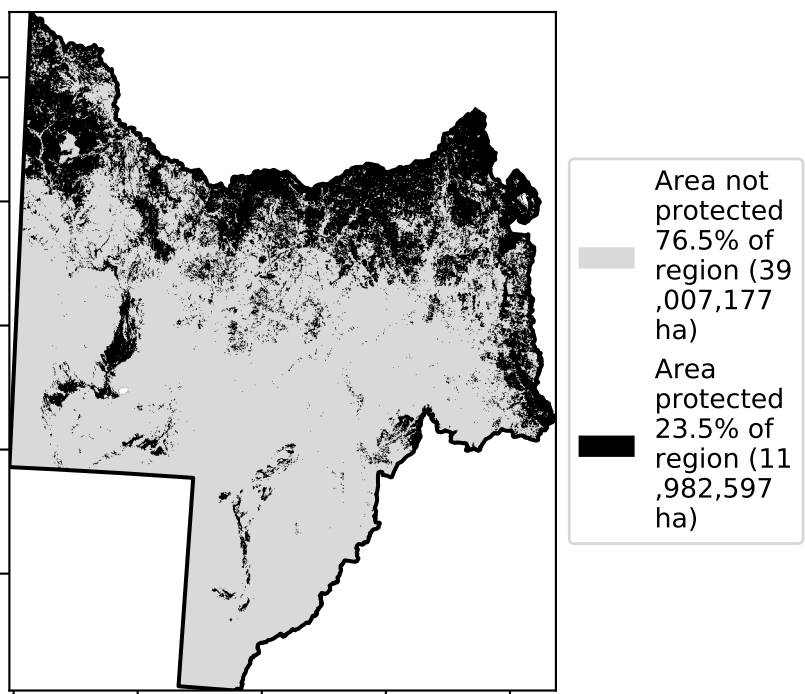 Area not
protected
76.5% of
region (39
,007,177
ha)
Area
protected
23.5% of
region (11
,982,597
ha)